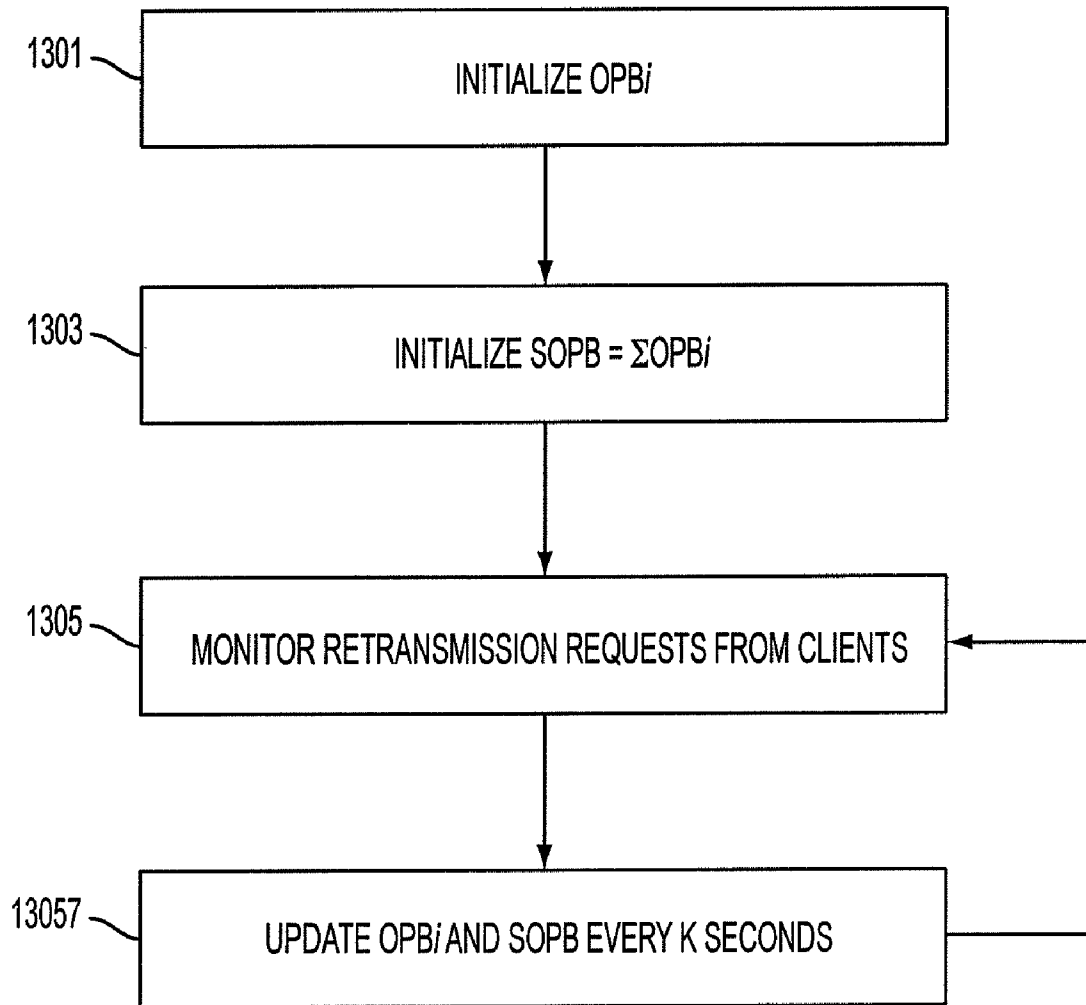 1301
INITIALIZE OPBi
1303
INITIALIZE SOPB = ΣOPBi
1305
MONITOR RETRANSMISSION REQUESTS FROM CLIENTS
13057
UPDATE OPBi AND SOPB EVERY K SECONDS